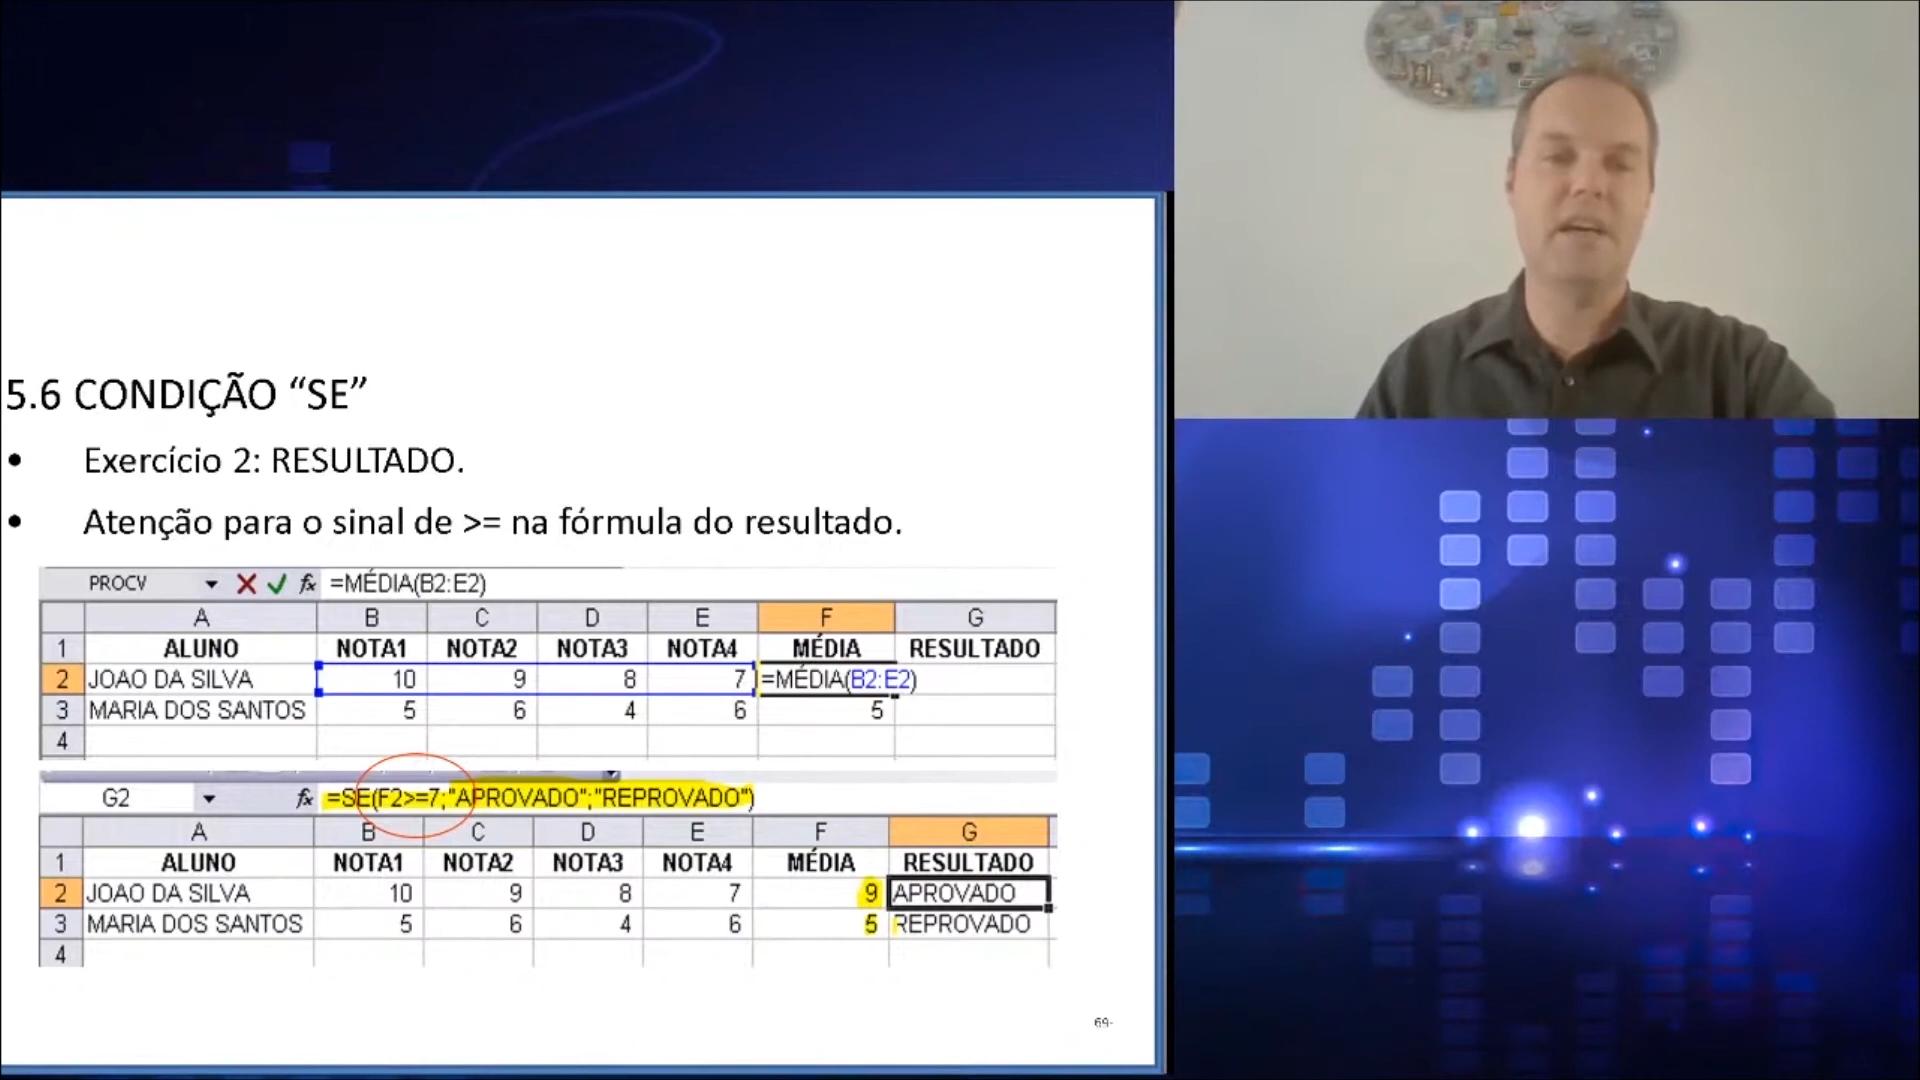 5.6 CONDIÇÃO “SE”
• Exercício 2: RESULTADO.
• Atenção para o sinal de >= na fórmula do resultado.
PROCV fx =MÉDIA(B2:E2)
A B C D E F G
1 ALUNO NOTA1 NOTA2 NOTA3 NOTA4 MÉDIA RESULTADO
2 JOAO DA SILVA 10 9 8 7 =MÉDIA(B2:E2)
3 MARIA DOS SANTOS 5 6 4 6 5
4
G2 fx =SE(F2>=7;"APROVADO";"REPROVADO")
A B C D E F G
1 ALUNO NOTA1 NOTA2 NOTA3 NOTA4 MÉDIA RESULTADO
2 JOAO DA SILVA 10 9 8 7 9 APROVADO
3 MARIA DOS SANTOS 5 6 4 6 5 REPROVADO
4
69-